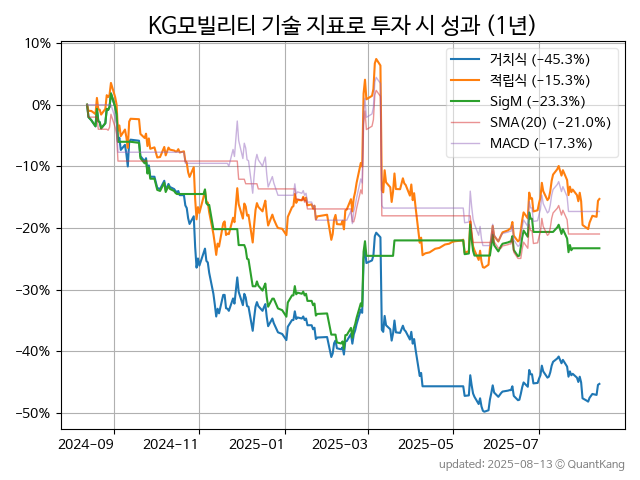 KG모빌리티 기술 지표로 투자 시 성과 (1년)
10%
0%
−10%
−20%
−30%
−40%
−50%
거치식 (−45.3%)
적립식 (−15.3%)
SigM (−23.3%)
SMA(20) (−21.0%)
MACD (−17.3%)
2024-09
2024-11
2025-01
2025-03
2025-05
2025-07
updated: 2025-08-13 © QuantKang